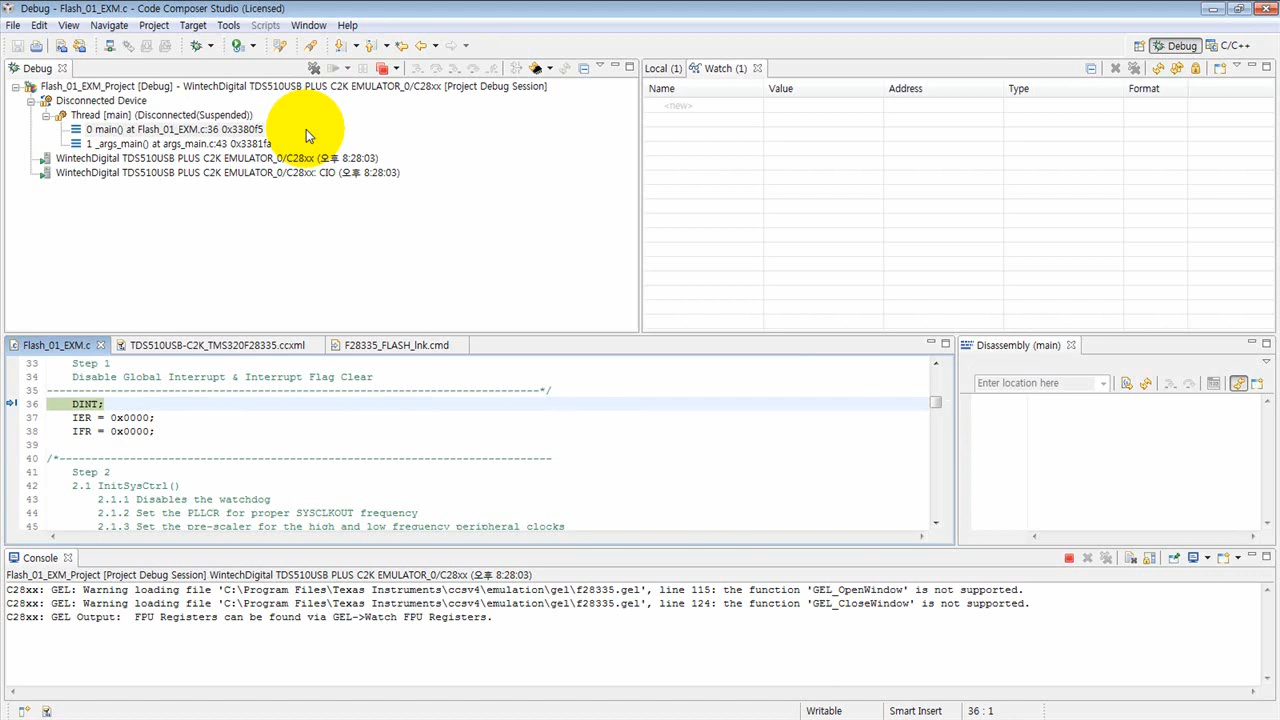 Debug - Flash_01_EXM.c - Code Composer Studio (Licensed)
File Edit View Navigate Project Target Tools Scripts Window Help
Debug C/C++
Debug
Flash_01_EXM_Project [Debug] - WintechDigital TDS510USB PLUS C2K EMULATOR_0/C28xx [Project Debug Session]
Disconnected Device
Thread [main] (Disconnected(Suspended))
0 main() at Flash_01_EXM.c:36 0x3380f5
1 _args_main() at args_main.c:43 0x3381fa
WintechDigital TDS510USB PLUS C2K EMULATOR_0/C28xx (오후 8:28:03)
WintechDigital TDS510USB PLUS C2K EMULATOR_0/C28xx: CIO (오후 8:28:03)
Local (1) Watch (1)
Name Value Address Type Format
<new>
Flash_01_EXM.c TDS510USB-C2K_TMS320F28335.ccxml F28335_FLASH_lnk.cmd
33 Step 1
34 Disable Global Interrupt & Interrupt Flag Clear
35 ---------------------------------------------------------------------------*/
36 DINT;
37 IER = 0x0000;
38 IFR = 0x0000;
39
40 /*---------------------------------------------------------------------------
41 Step 2
42 2.1 InitSysCtrl()
43 2.1.1 Disables the watchdog
44 2.1.2 Set the PLLCR for proper SYSCLKOUT frequency
45 2.1.3 Set the pre-scaler for the high and low frequency peripheral clocks
Disassembly (main)
Enter location here
Console
Flash_01_EXM_Project [Project Debug Session] WintechDigital TDS510USB PLUS C2K EMULATOR_0/C28xx (오후 8:28:03)
C28xx: GEL: Warning loading file 'C:\Program Files\Texas Instruments\ccsv4\emulation\gel\f28335.gel', line 115: the function 'GEL_OpenWindow' is not supported.
C28xx: GEL: Warning loading file 'C:\Program Files\Texas Instruments\ccsv4\emulation\gel\f28335.gel', line 124: the function 'GEL_CloseWindow' is not supported.
C28xx: GEL Output: FPU Registers can be found via GEL->Watch FPU Registers.
Writable Smart Insert 36 : 1